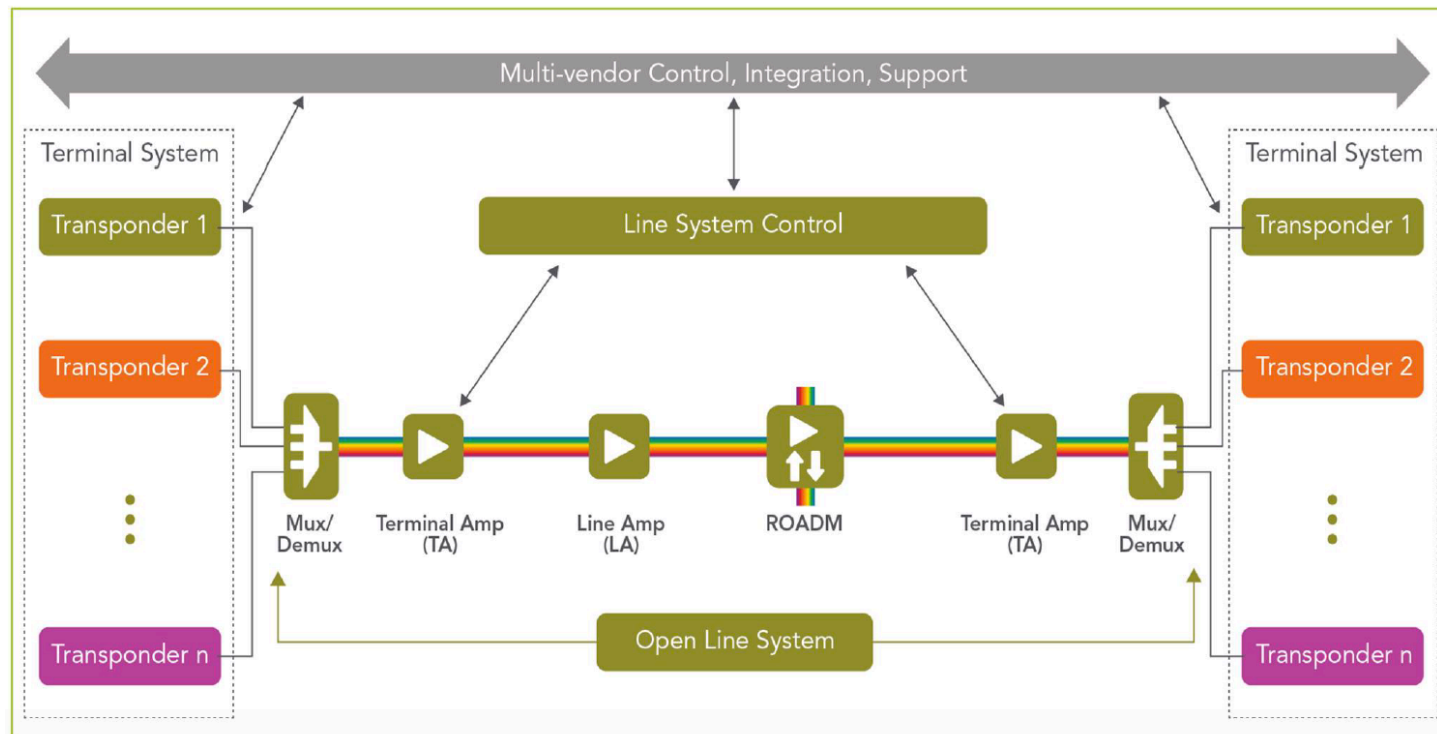 Multi-vendor Control, Integration, Support
Terminal System
Terminal System
Transponder 1
Line System Control
Transponder 1
Transponder 2
Transponder 2
Mux/
Demux
Terminal Amp
(TA)
Line Amp
(LA)
ROADM
Terminal Amp
(TA)
Mux/
Demux
Transponder n
Open Line System
Transponder n